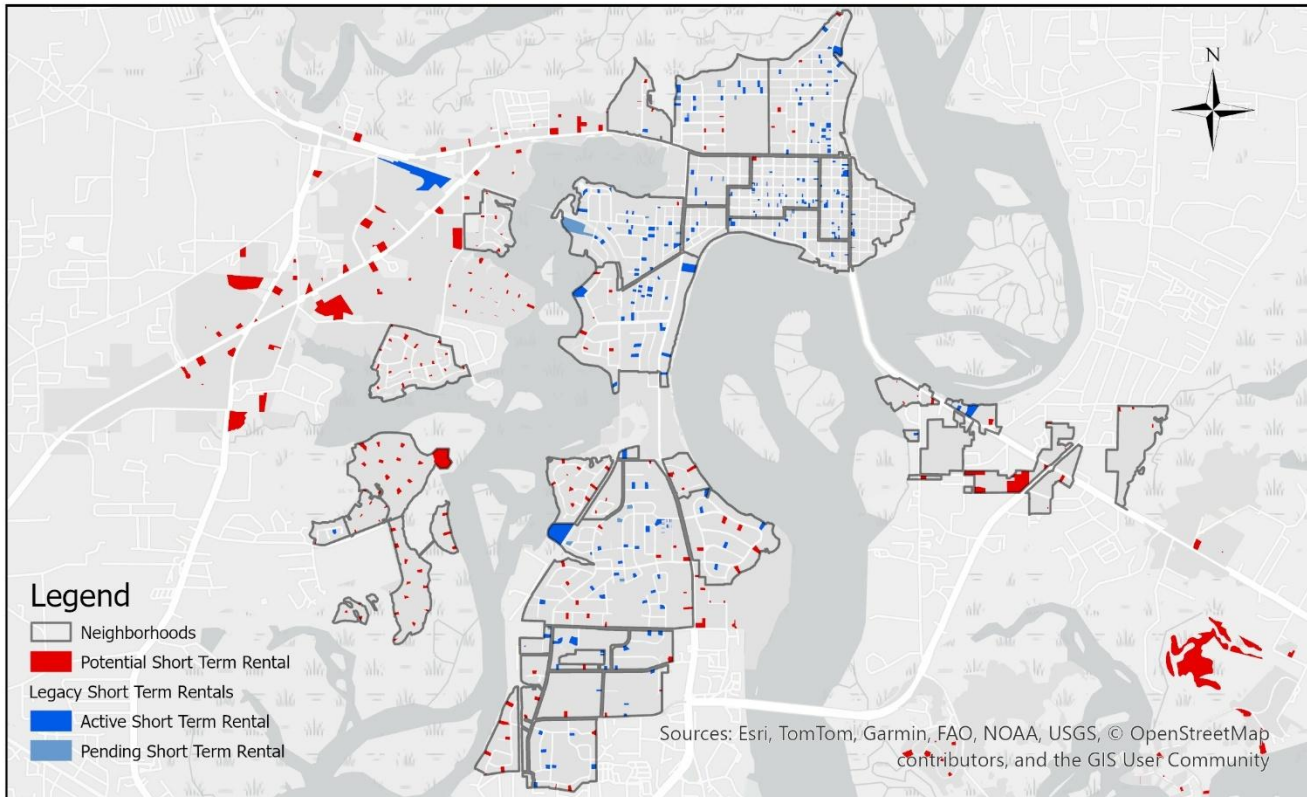 N
Legend
Neighborhoods
Potential Short Term Rental
Legacy Short Term Rentals
Active Short Term Rental
Pending Short Term Rental
Sources: Esri, TomTom, Garmin, FAO, NOAA, USGS, © OpenStreetMap
contributors, and the GIS User Community